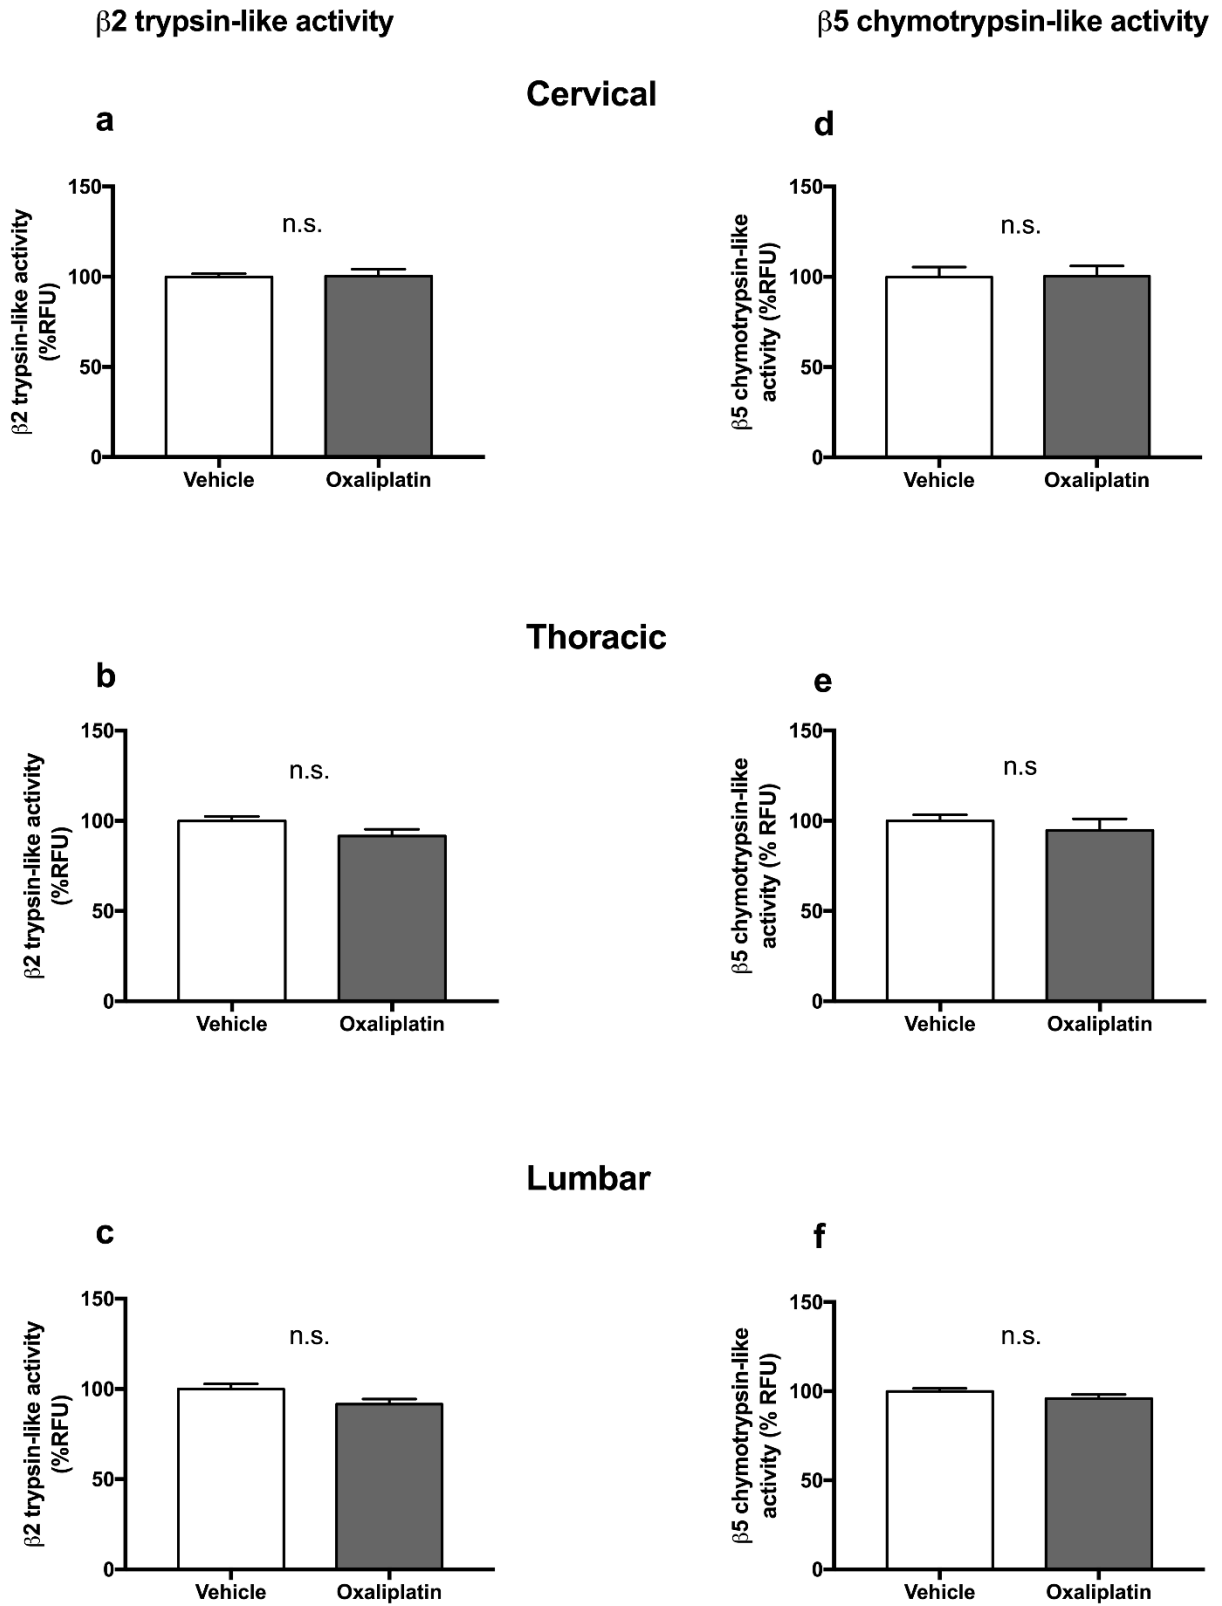 β2 trypsin-like activity
β5 chymotrypsin-like activity
Cervical
a
β2 trypsin-like activity
(%RFU)
150
100
50
0
n.s.
Vehicle
Oxaliplatin
d
β5 chymotrypsin-like
activity (%RFU)
150
100
50
0
n.s.
Vehicle
Oxaliplatin
Thoracic
b
β2 trypsin-like activity
(%RFU)
150
100
50
0
n.s.
Vehicle
Oxaliplatin
e
β5 chymotrypsin-like
activity (% RFU)
150
100
50
0
n.s
Vehicle
Oxaliplatin
Lumbar
c
β2 trypsin-like activity
(%RFU)
150
100
50
0
n.s.
Vehicle
Oxaliplatin
f
β5 chymotrypsin-like
activity (% RFU)
150
100
50
0
n.s.
Vehicle
Oxaliplatin